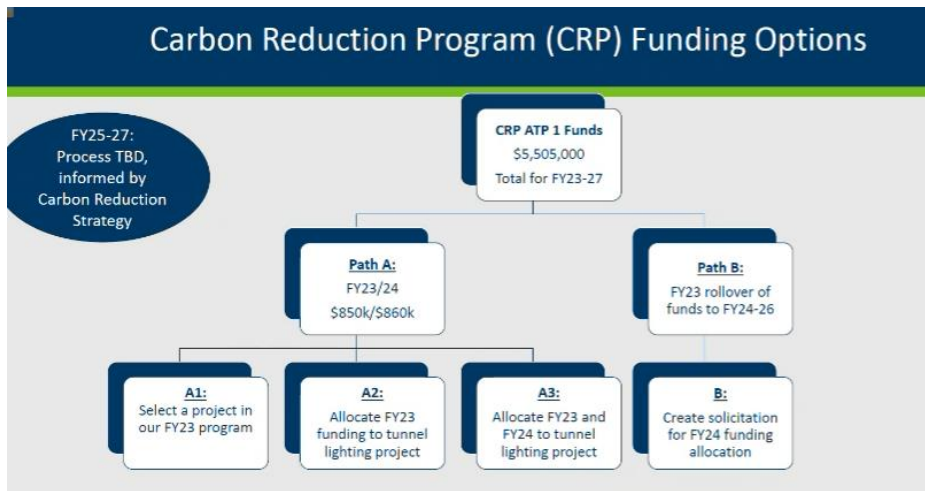 Carbon Reduction Program (CRP) Funding Options
FY25-27:
Process TBD,
informed by
Carbon Reduction
Strategy
CRP ATP 1 Funds
$5,505,000
Total for FY23-27
Path A:
FY23/24
$850k/$860k
Path B:
FY23 rollover of
funds to FY24-26
A1:
Select a project in
our FY23 program
A2:
Allocate FY23
funding to tunnel
lighting project
A3:
Allocate FY23 and
FY24 to tunnel
lighting project
B:
Create solicitation
for FY24 funding
allocation